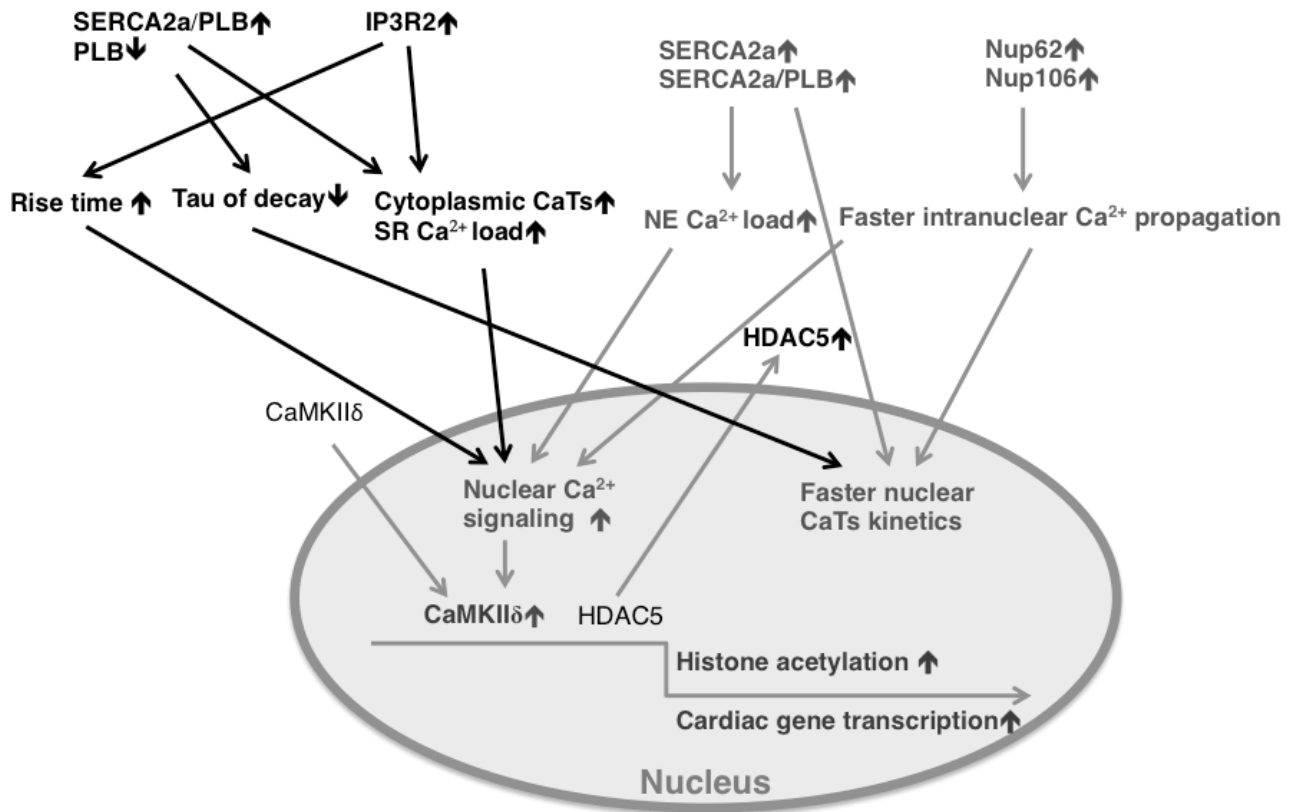 SERCA2a/PLB🡅
PLB🡇
IP3R2🡅
SERCA2a🡅
SERCA2a/PLB🡅
Nup62🡅
Nup106🡅
Rise time 🡅
Tau of decay🡇
Cytoplasmic CaTs🡅
SR Ca²⁺ load🡅
NE Ca²⁺ load🡅
Faster intranuclear Ca²⁺ propagation
HDAC5🡅
CaMKIIδ
Nuclear Ca²⁺
signaling 🡅
Faster nuclear
CaTs kinetics
CaMKIIδ🡅
HDAC5
Histone acetylation 🡅
Cardiac gene transcription🡅
Nucleus